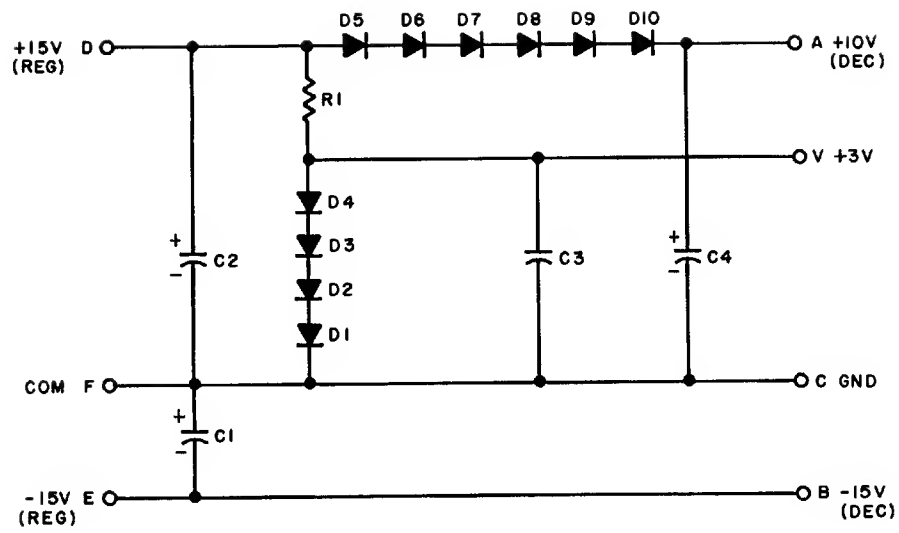 D5 D6 D7 D8 D9 D10
+15V D
(REG)
A +10V
(DEC)
R1
V +3V
D4
D3
D2
D1
+
-
C2
C3
+
-
C4
COM F
C GND
+
-
C1
-15V E
(REG)
B -15V
(DEC)